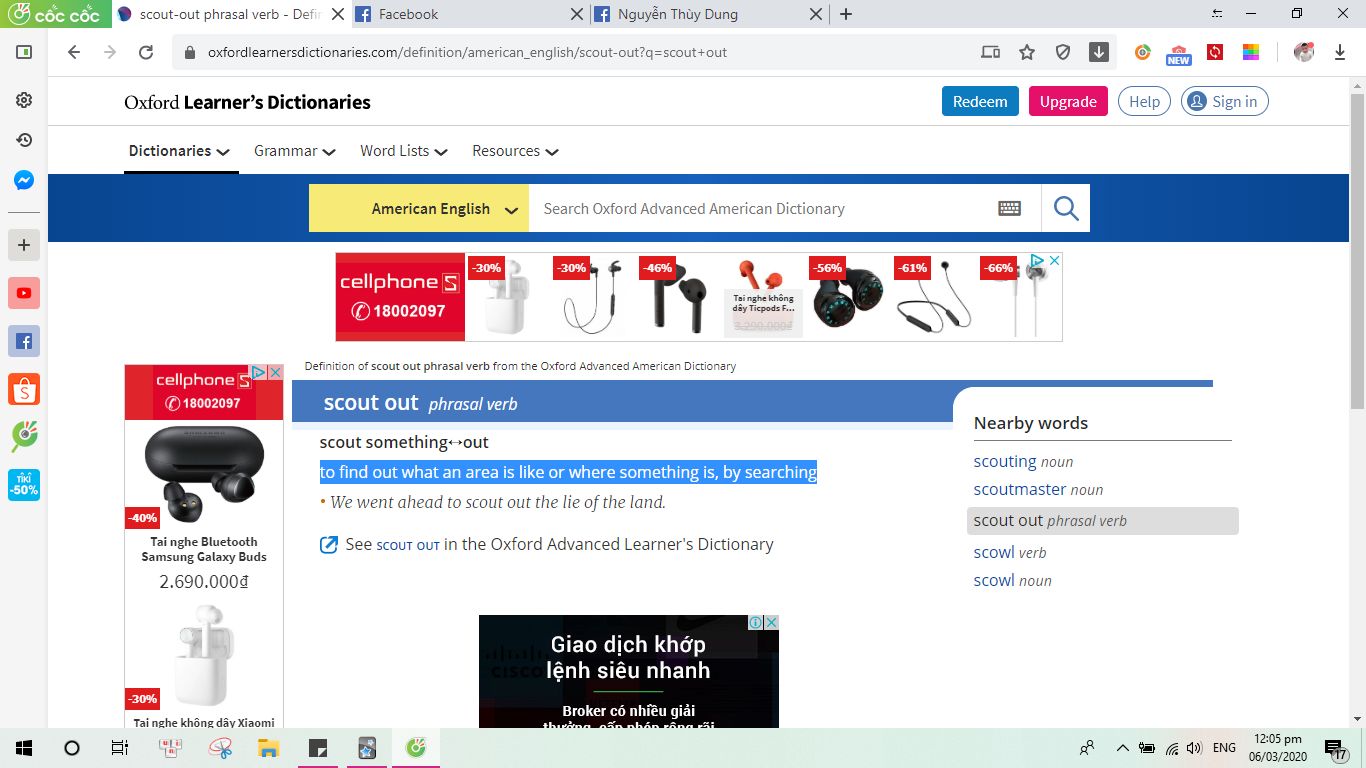 cốc cốc
scout-out phrasal verb - Defin
Facebook
Nguyễn Thùy Dung
oxfordlearnersdictionaries.com/definition/american_english/scout-out?q=scout+out
NEW
Oxford Learner's Dictionaries
Redeem
Upgrade
Help
Sign in
Dictionaries
Grammar
Word Lists
Resources
American English
Search Oxford Advanced American Dictionary
cellphoneS
18002097
-30%
-30%
-46%
Tai nghe không
dây Ticpods F...
3.290.000₫
-56%
-61%
-66%
Definition of scout out phrasal verb from the Oxford Advanced American Dictionary
cellphoneS
18002097
-40%
Tai nghe Bluetooth
Samsung Galaxy Buds
2.690.000₫
-30%
Tai nghe không dây Xiaomi
scout out phrasal verb
scout something↔out
to find out what an area is like or where something is, by searching
• We went ahead to scout out the lie of the land.
See SCOUT OUT in the Oxford Advanced Learner's Dictionary
Nearby words
scouting noun
scoutmaster noun
scout out phrasal verb
scowl verb
scowl noun
Giao dịch khớp
lệnh siêu nhanh
Broker có nhiều giải
thưởng, cấp phép rộng rãi
TIKI
-50%
ENG
12:05 pm
06/03/2020
17